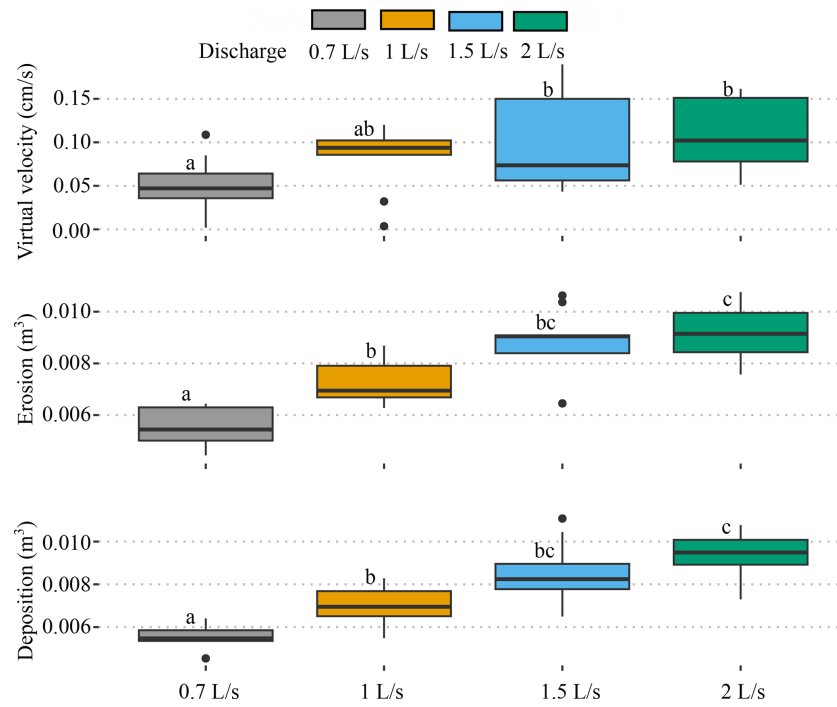 Discharge 0.7 L/s 1 L/s 1.5 L/s 2 L/s
Virtual velocity (cm/s)
0.15
0.10
0.05
0.00
a
ab
b
b
Erosion (m³)
0.010
0.008
0.006
a
b
bc
c
Deposition (m³)
0.010
0.008
0.006
a
b
bc
c
0.7 L/s 1 L/s 1.5 L/s 2 L/s